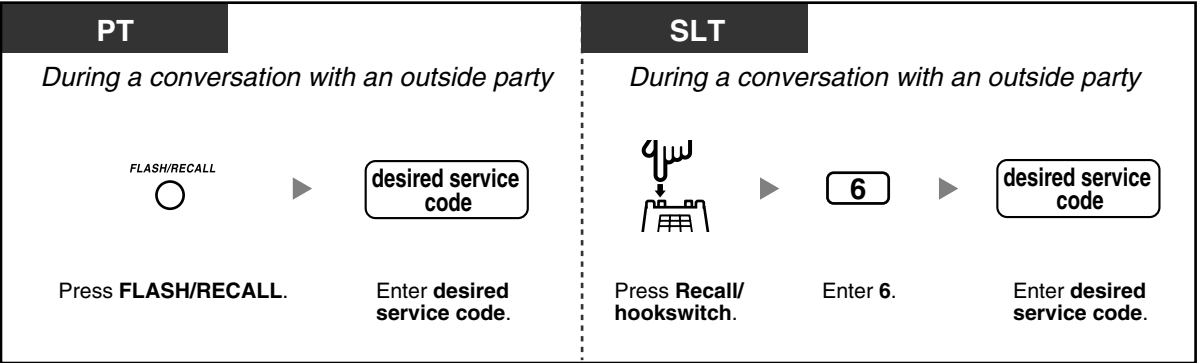 PT
During a conversation with an outside party
FLASH/RECALL
desired service
code
Press FLASH/RECALL.
Enter desired
service code.
SLT
During a conversation with an outside party
6
desired service
code
Press Recall/
hookswitch.
Enter 6.
Enter desired
service code.